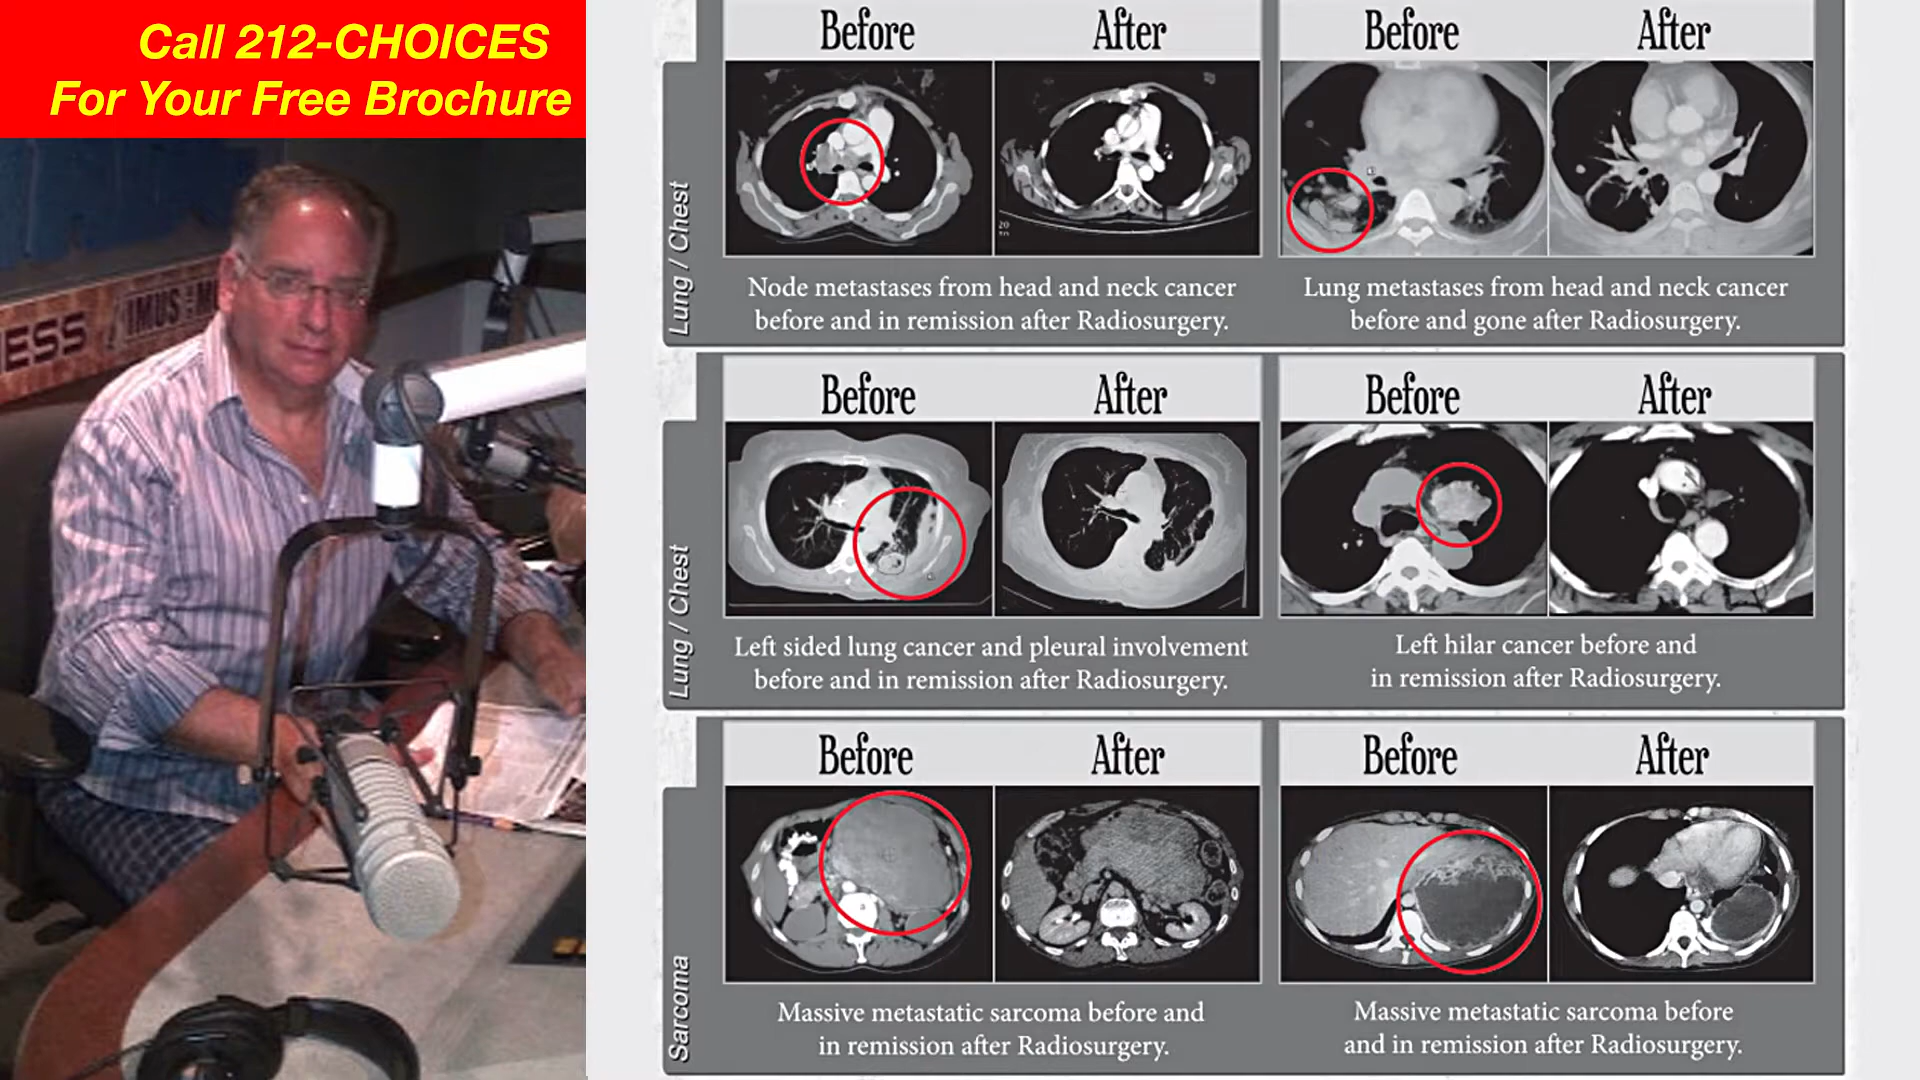 Call 212-CHOICES
For Your Free Brochure
IMUS
Before
After
Before
After
Lung / Chest
Node metastases from head and neck cancer
before and in remission after Radiosurgery.
Lung metastases from head and neck cancer
before and gone after Radiosurgery.
Before
After
Before
After
Lung / Chest
Left sided lung cancer and pleural involvement
before and in remission after Radiosurgery.
Left hilar cancer before and
in remission after Radiosurgery.
Before
After
Before
After
Sarcoma
Massive metastatic sarcoma before and
in remission after Radiosurgery.
Massive metastatic sarcoma before
and in remission after Radiosurgery.